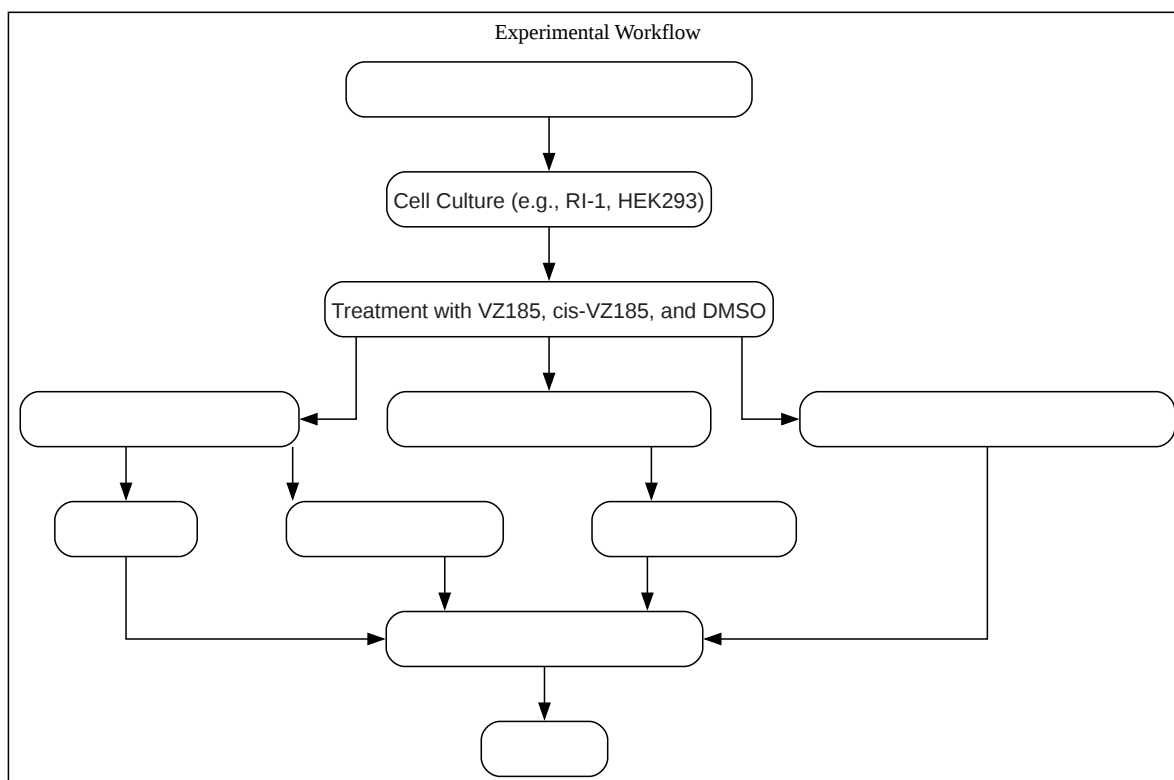 Experimental Workflow
Cell Culture (e.g., RI-1, HEK293)
Treatment with VZ185, cis-VZ185, and DMSO